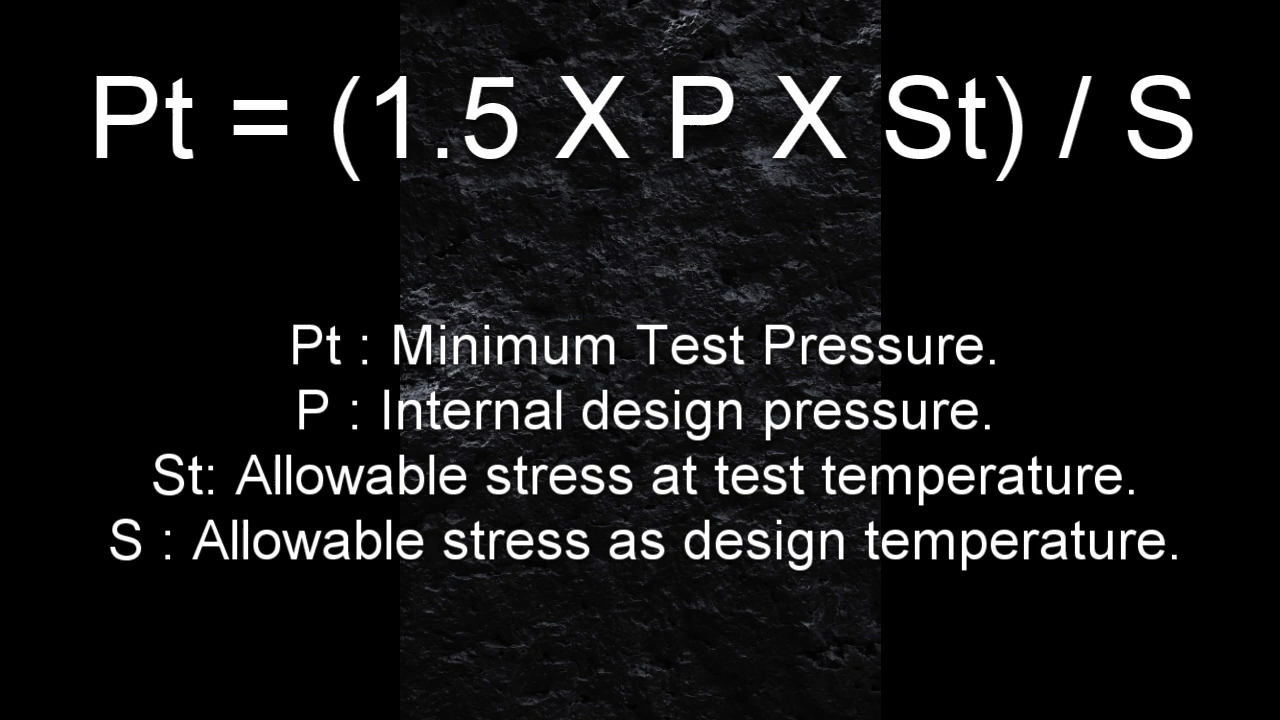 Pt = (1.5 X P X St) / S
Pt : Minimum Test Pressure.
P : Internal design pressure.
St: Allowable stress at test temperature.
S : Allowable stress as design temperature.